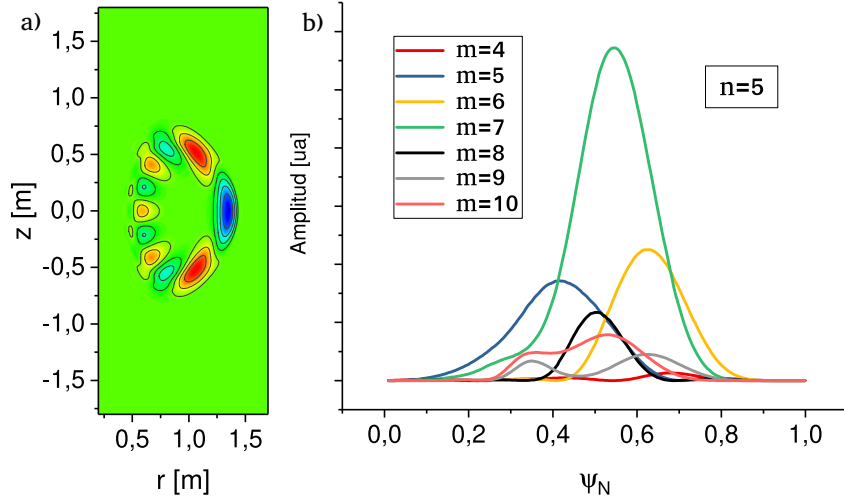 a)
1.5
1.0
0.5
0.0
-0.5
-1.0
-1.5
z [m]
0,5 1,0 1,5
r [m]
b)
Amplitud [ua]
m=4
m=5
m=6
m=7
m=8
m=9
m=10
n=5
0,0 0,2 0,4 0,6 0,8 1,0
ψN